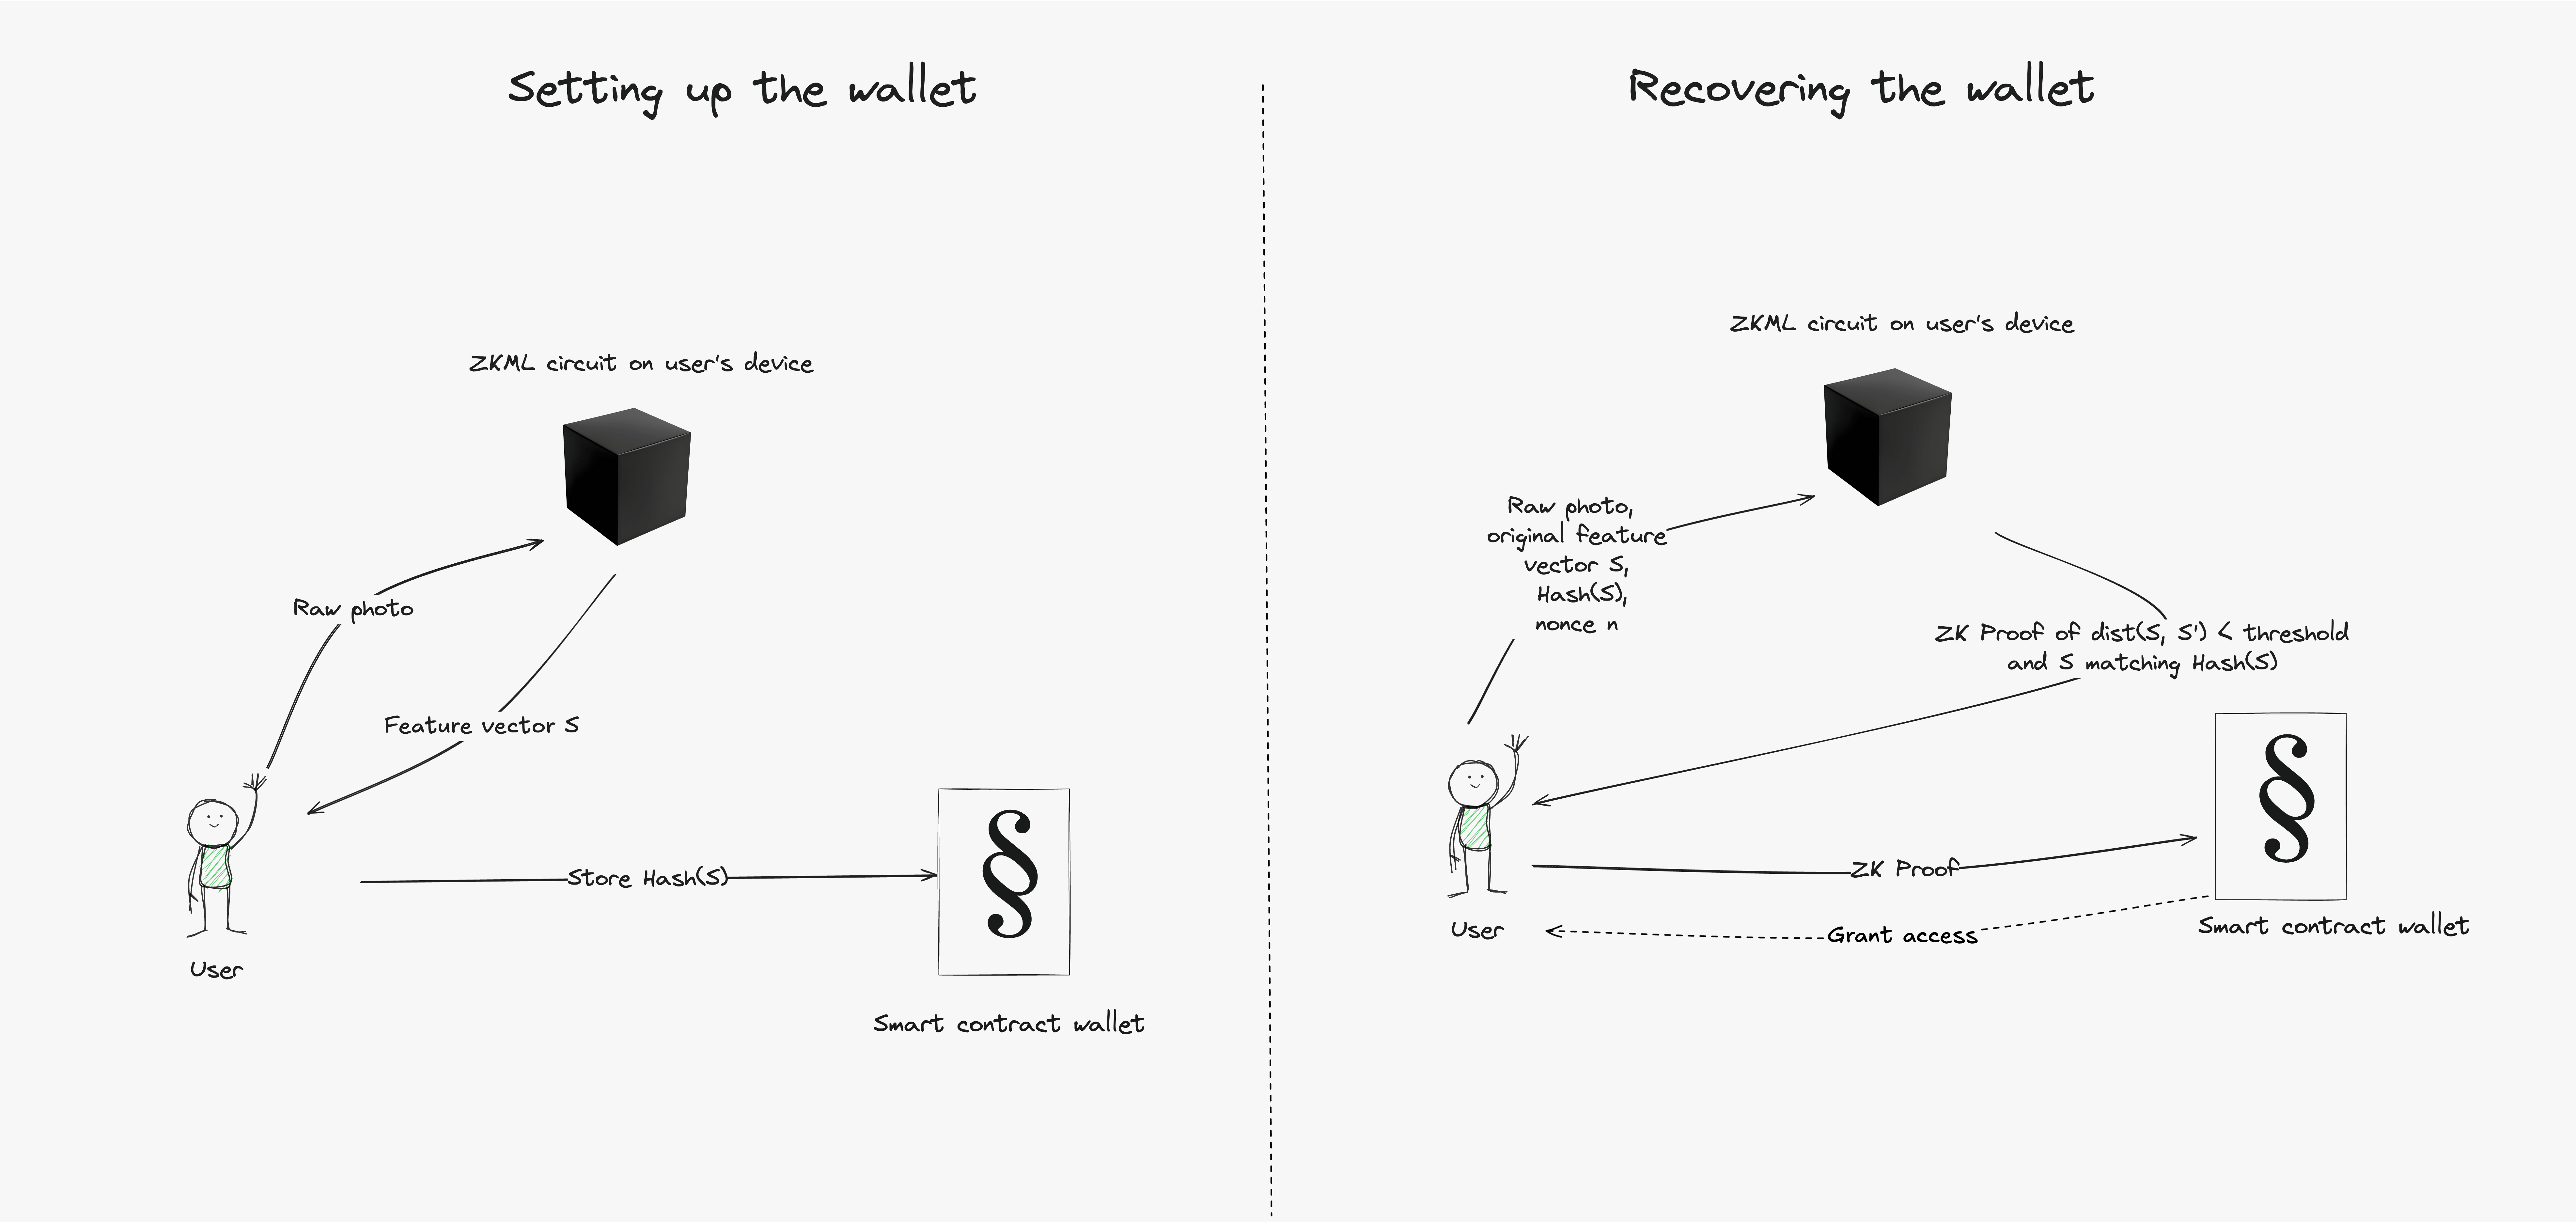 Setting up the wallet
ZKML circuit on user's device
Raw photo
Feature vector S
Store Hash(S)
§
User
Smart contract wallet
Recovering the wallet
ZKML circuit on user's device
Raw photo,
original feature
vector S,
Hash(S),
nonce n
ZK Proof of dist(S, S') < threshold
and S matching Hash(S)
§
ZK Proof
Grant access
User
Smart contract wallet